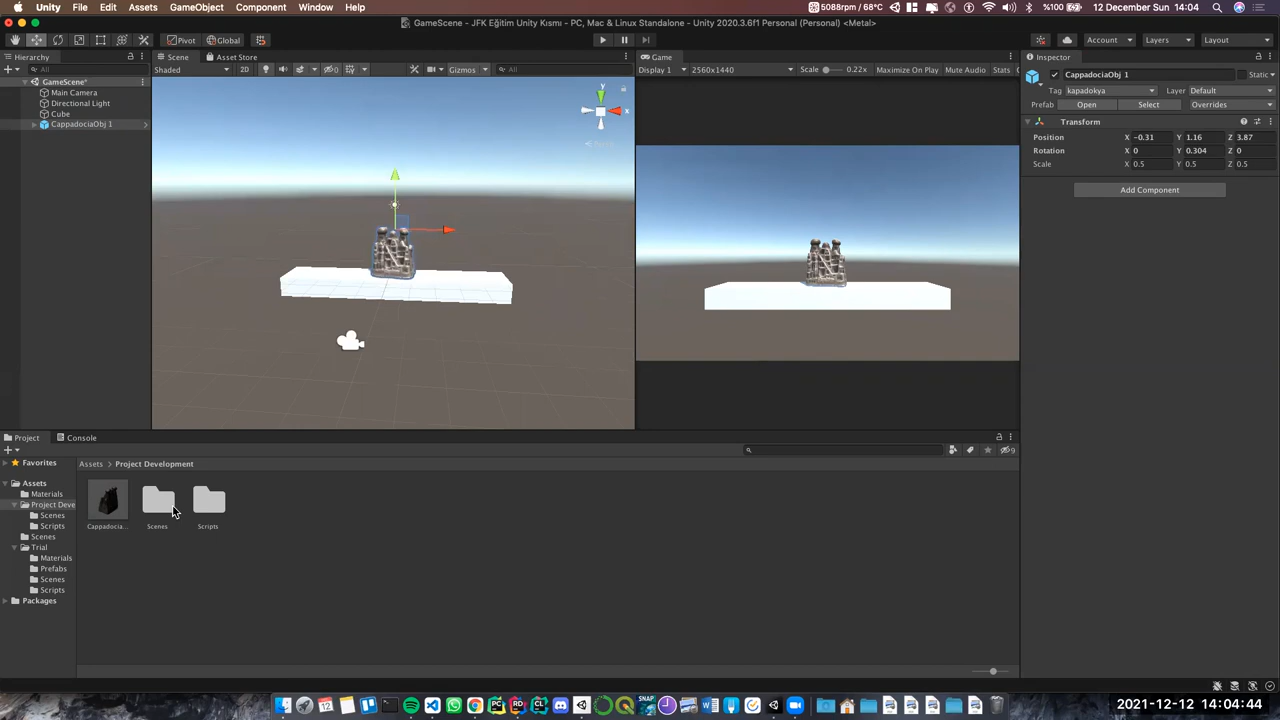 Unity File Edit Assets GameObject Component Window Help
5088rpm / 68°C %100 12 December Sun 14:04
GameScene - JFK Eğitim Unity Kısmı - PC, Mac & Linux Standalone - Unity 2020.3.6f1 Personal (Personal) <Metal>
Pivot Global Account Layers Layout
Hierarchy
All
GameScene*
Main Camera
Directional Light
Cube
CappadociaObj 1
Scene Asset Store
Shaded 2D 0 Gizmos All
y
x
Game
Display 1 2560x1440 Scale 0.22x Maximize On Play Mute Audio Stats
Inspector
CappadociaObj 1 Static
Tag kapadokya Layer Default
Prefab Open Select Overrides
Transform
Position X -0.31 Y 1.16 Z 3.87
Rotation X 0 Y 0.304 Z 0
Scale X 0.5 Y 0.5 Z 0.5
Add Component
Project Console
9
Favorites
Assets
Materials
Project Deve
Scenes
Scripts
Scenes
Trial
Materials
Prefabs
Scenes
Scripts
Packages
Assets Project Development
Cappadocia...
Scenes
Scripts
12
SNAP
2021-12-12 14:04:44